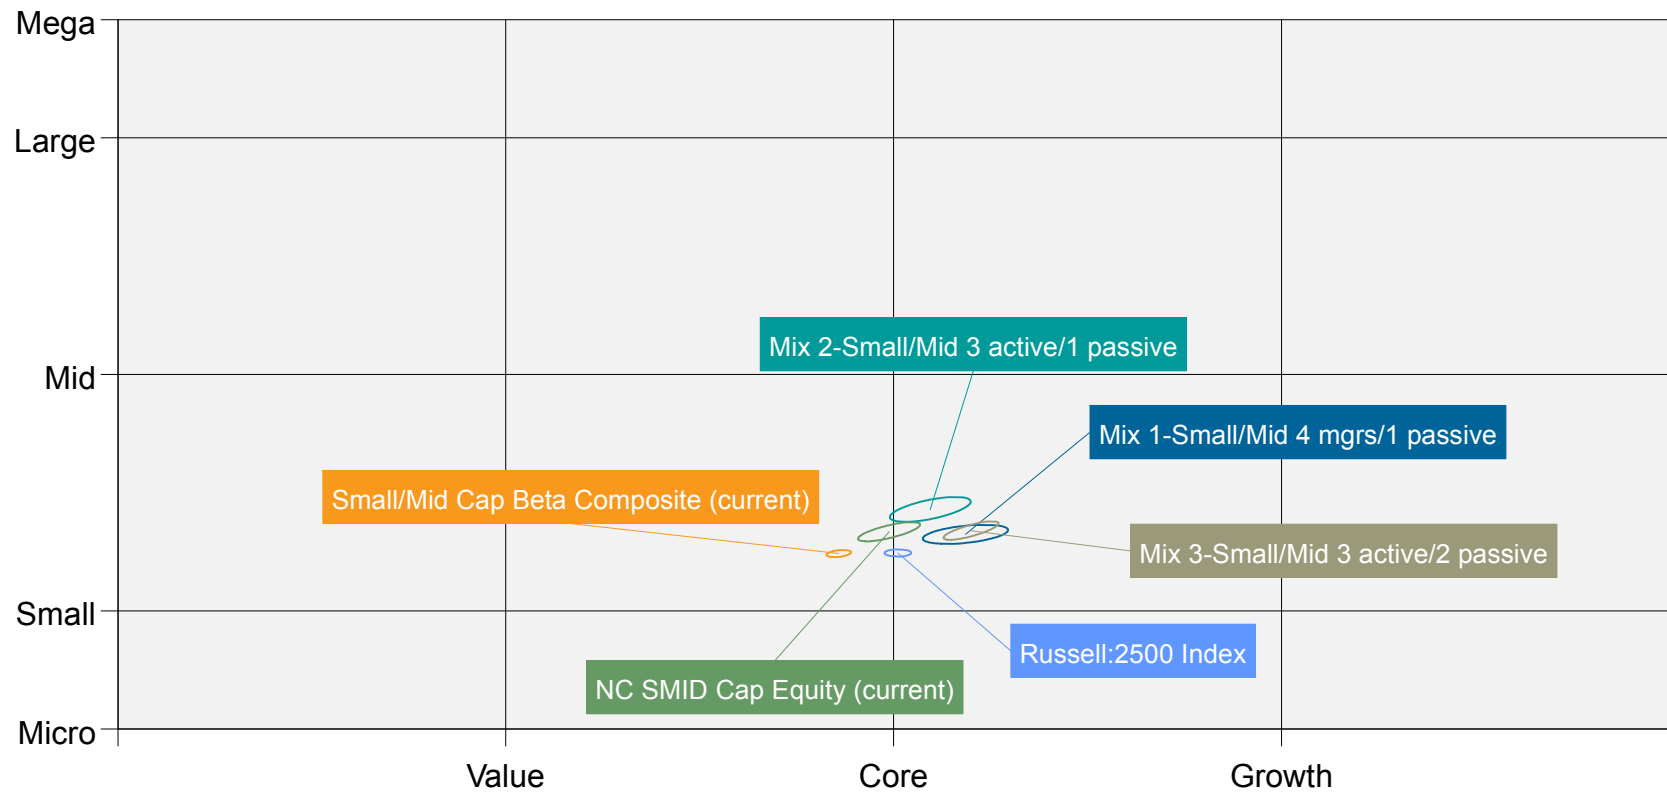 Mega
Large
Mid
Small
Micro
Mix 2-Small/Mid 3 active/1 passive
Mix 1-Small/Mid 4 mgrs/1 passive
Small/Mid Cap Beta Composite (current)
Mix 3-Small/Mid 3 active/2 passive
Russell:2500 Index
NC SMID Cap Equity (current)
Value
Core
Growth